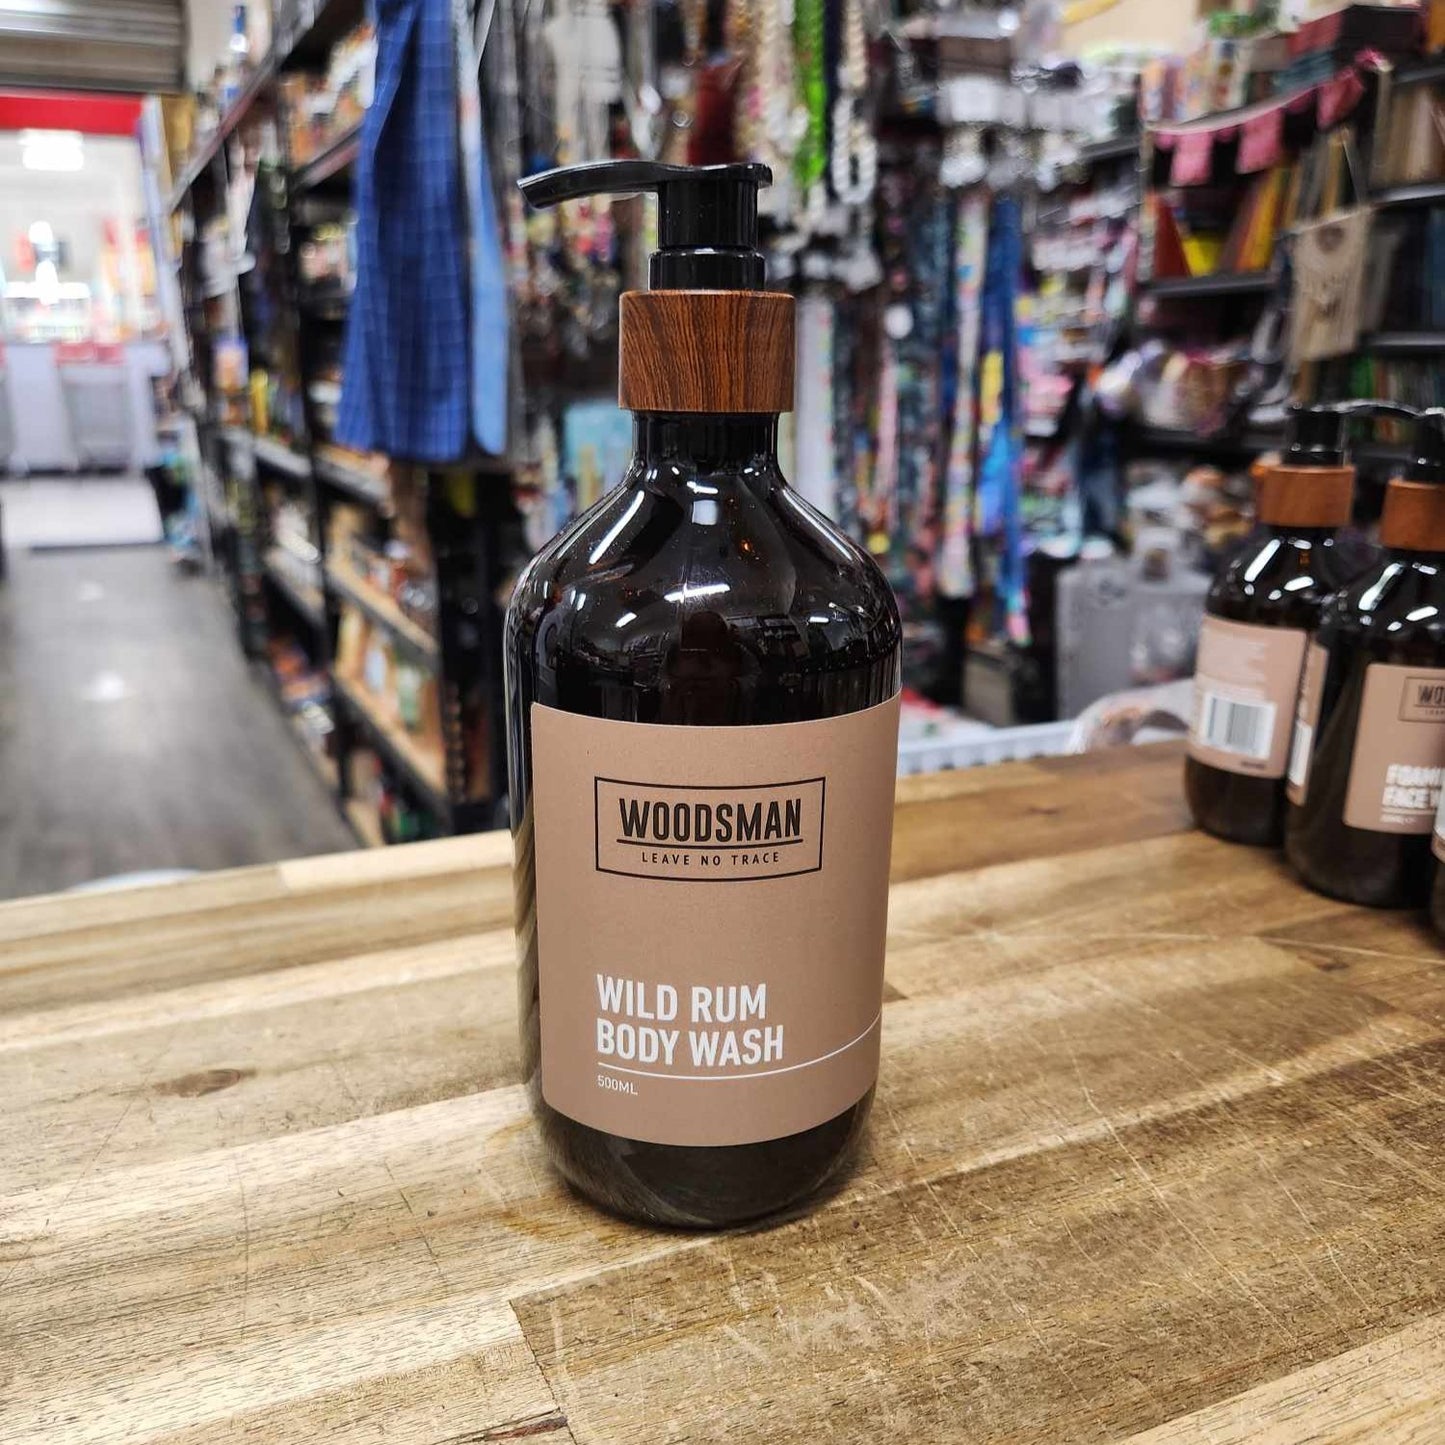 WOODSMAN
LEAVE NO TRACE
WILD RUM
BODY WASH
500ML